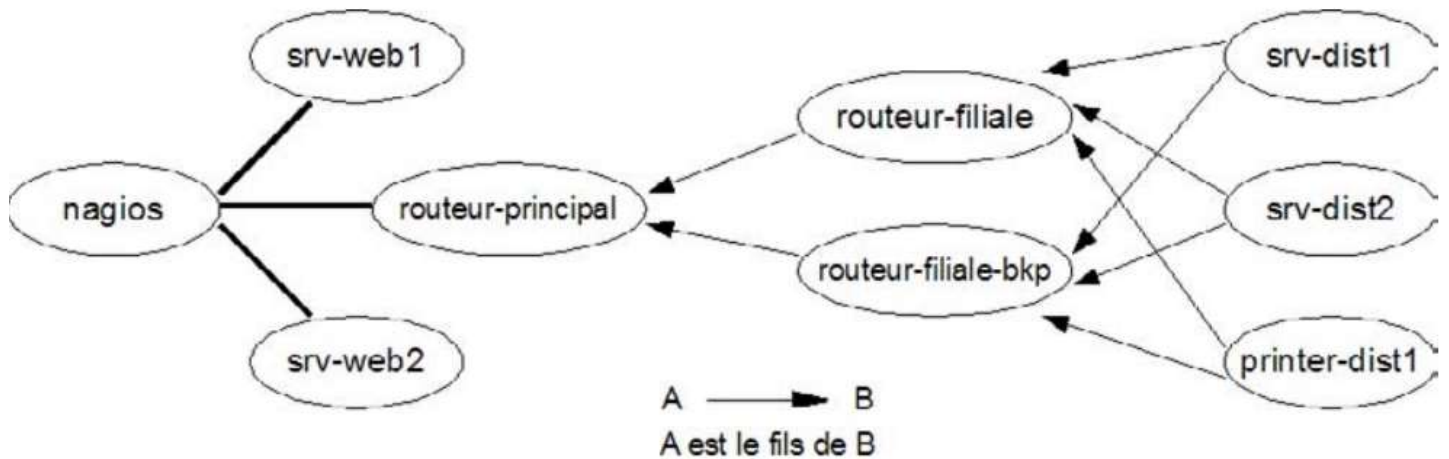 srv-web1
srv-dist1
routeur-filiale
nagios
routeur-principal
srv-dist2
routeur-filiale-bkp
srv-web2
printer-dist1
A B
A est le fils de B